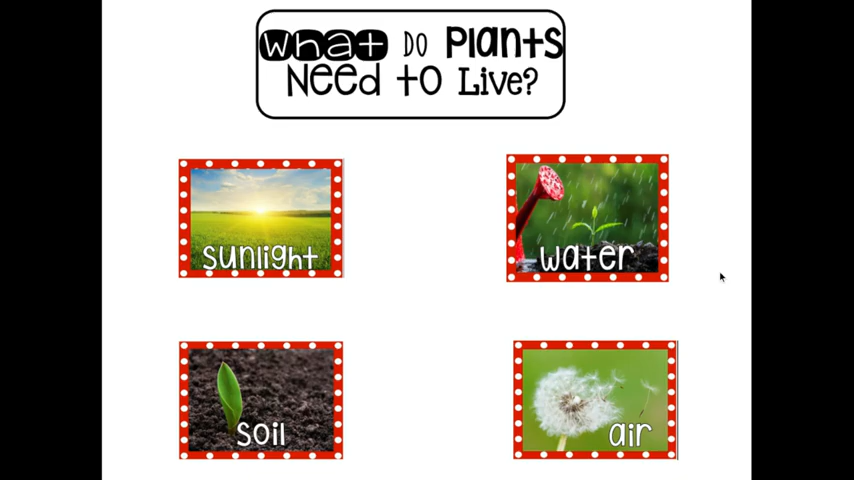 What DO Plants
Need to Live?
sunlight
water
soil
air